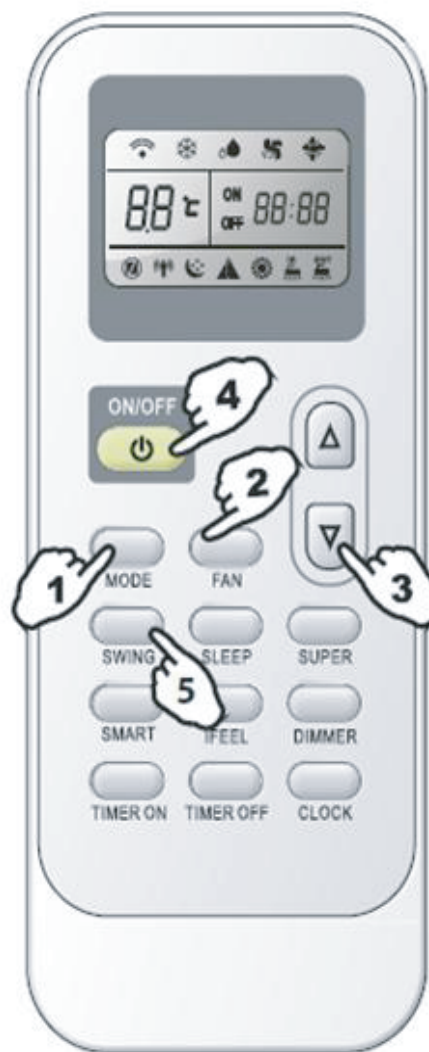 88 ℃ ON 88:88
OFF
ON/OFF
4
2
1
3
MODE FAN
5
SWING SLEEP SUPER
SMART IFEEL DIMMER
TIMER ON TIMER OFF CLOCK